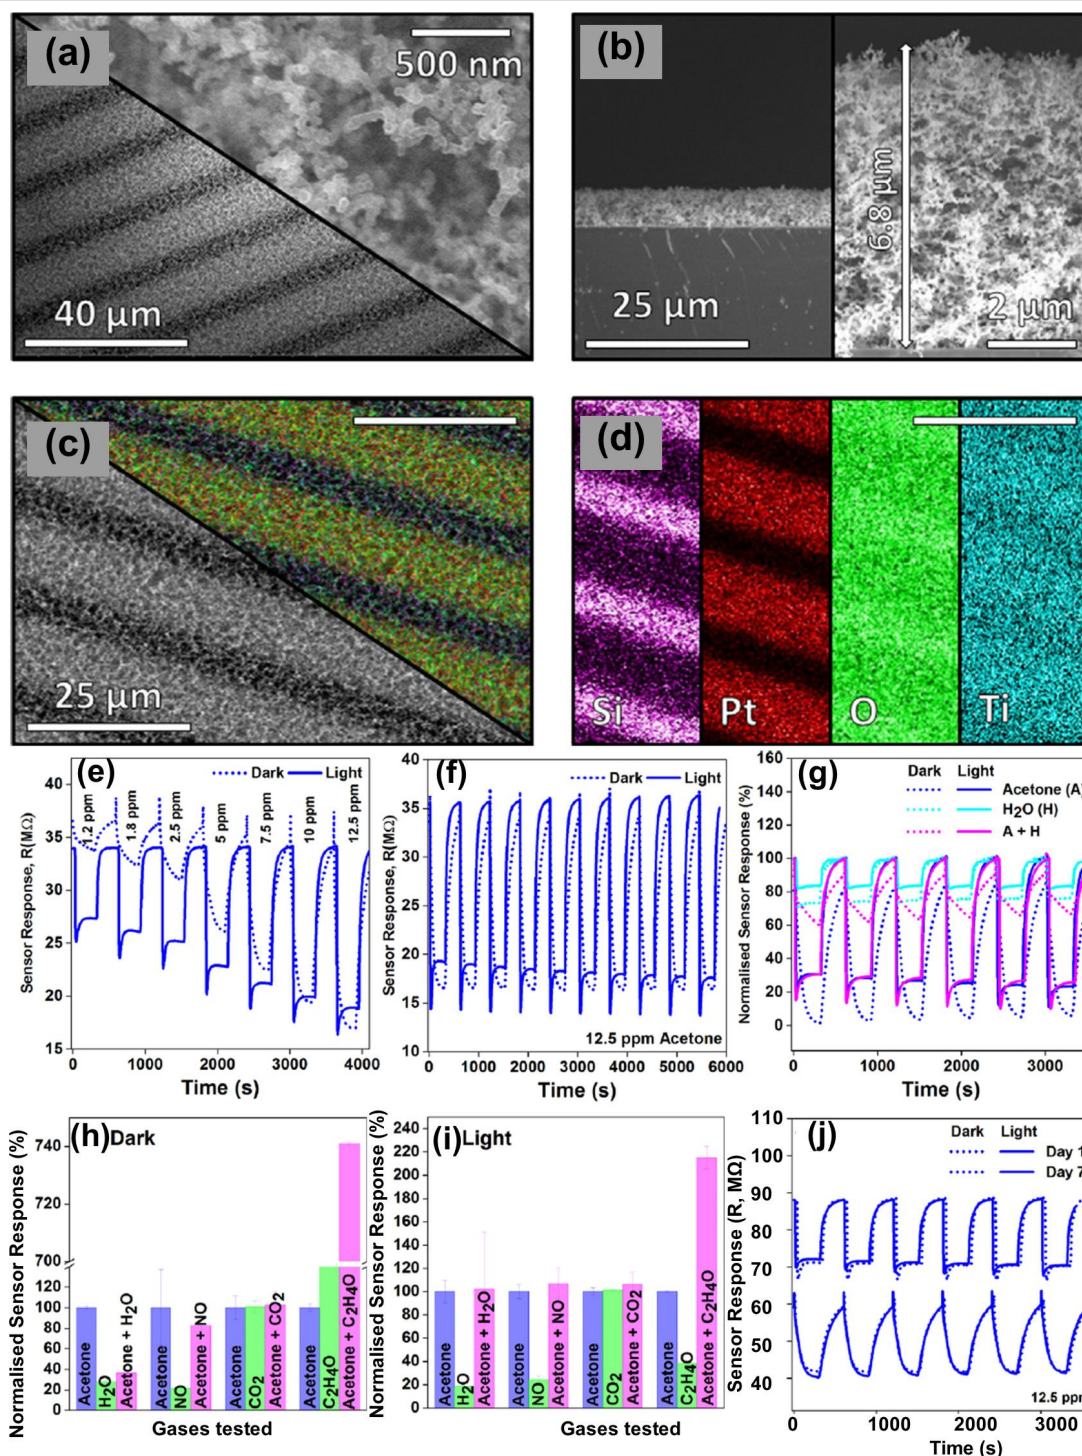 (a)
500 nm
40 μm
(b)
25 μm
6.8 μm
2 μm
(c)
25 μm
(d)
Si
Pt
O
Ti
(e)
Dark Light
1.2 ppm
1.8 ppm
2.5 ppm
5 ppm
7.5 ppm
10 ppm
12.5 ppm
Sensor Response, R(MΩ)
40
35
30
25
20
15
0 1000 2000 3000 4000
Time (s)
(f)
Dark Light
Sensor Response, R(MΩ)
40
35
30
25
20
15
10
12.5 ppm Acetone
0 1000 2000 3000 4000 5000 6000
Time (s)
(g)
Dark Light
Acetone (A)
H2O (H)
A + H
Normalised Sensor Response (%)
160
140
120
100
80
60
40
20
0
0 1000 2000 3000
Time (s)
(h) Dark
Normalised Sensor Response (%)
740
720
700
120
100
80
60
40
20
0
Acetone
H2O
Acetone + H2O
Acetone
NO
Acetone + NO
Acetone
CO2
Acetone + CO2
Acetone
C2H4O
Acetone + C2H4O
Gases tested
(i) Light
Normalised Sensor Response (%)
240
220
200
180
160
140
120
100
80
60
40
20
0
Acetone
H2O
Acetone + H2O
Acetone
NO
Acetone + NO
Acetone
CO2
Acetone + CO2
Acetone
C2H4O
Acetone + C2H4O
Gases tested
(j)
Dark Light
Day 1
Day 7
Sensor Response (R, MΩ)
110
100
90
80
70
60
50
40
12.5 ppm
0 1000 2000 3000
Time (s)